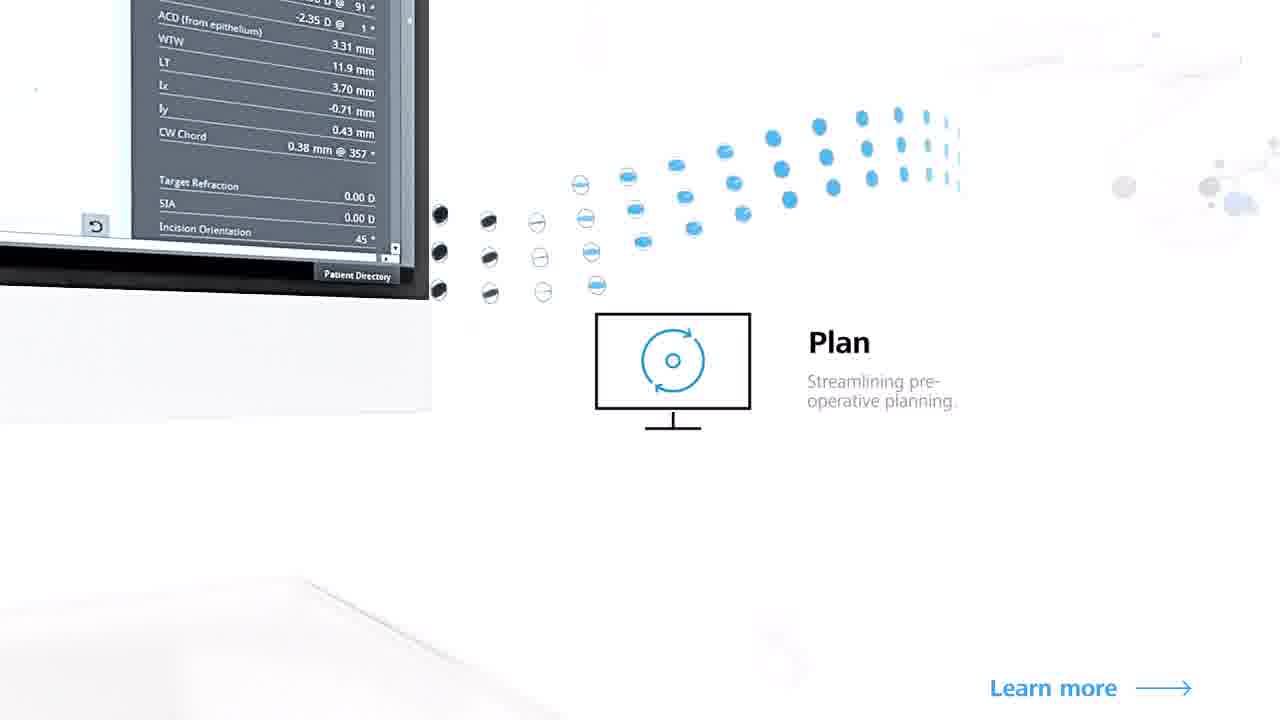 D @ 91 °
-2.35 D @ 1 °
ACD (from epithelium)
3.31 mm
WTW
11.9 mm
LT
3.70 mm
Ix
-0.71 mm
Iy
0.43 mm
CW Chord
0.38 mm @ 357 °
Target Refraction
0.00 D
SIA
0.00 D
Incision Orientation
45 °
Patient Directory
Plan
Streamlining pre-
operative planning.
Learn more